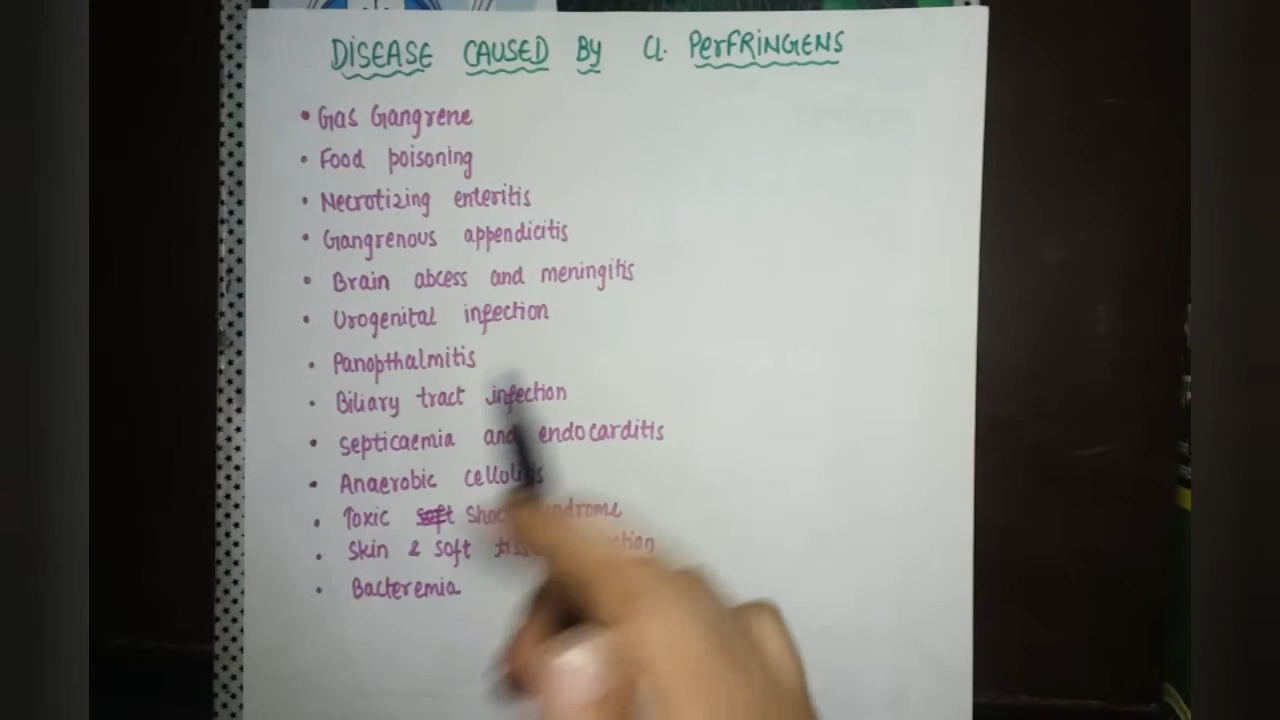 DISEASE CAUSED BY Cl. PerFRINGENS
• Gas Gangrene
• Food poisoning
• Necrotizing enteritis
• Gangrenous appendicitis
• Brain abcess and meningitis
• Urogenital infection
• Panopthalmitis
• Biliary tract infection
• Septicaemia and endocarditis
• Anaerobic
• Toxic
• Skin & soft
• Bacteremia